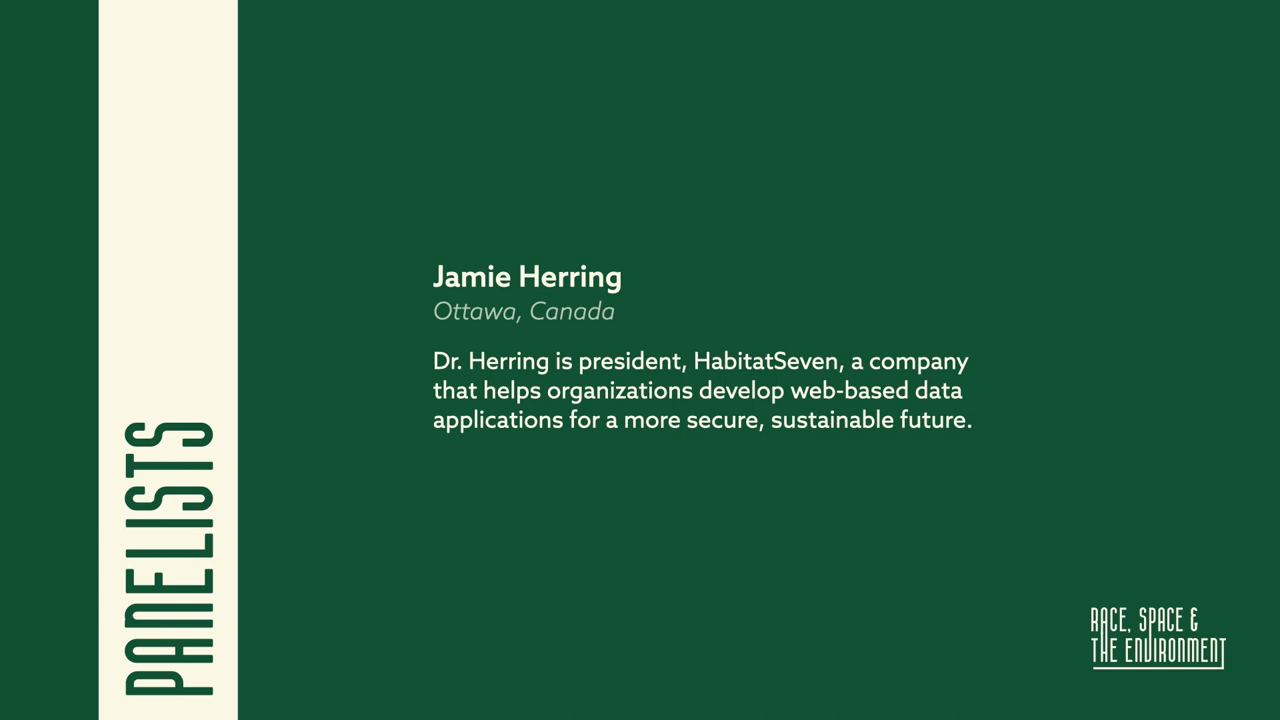 PANELISTS
Jamie Herring
Ottawa, Canada
Dr. Herring is president, HabitatSeven, a company
that helps organizations develop web-based data
applications for a more secure, sustainable future.
RACE, SPACE &
THE ENVIRONMENT